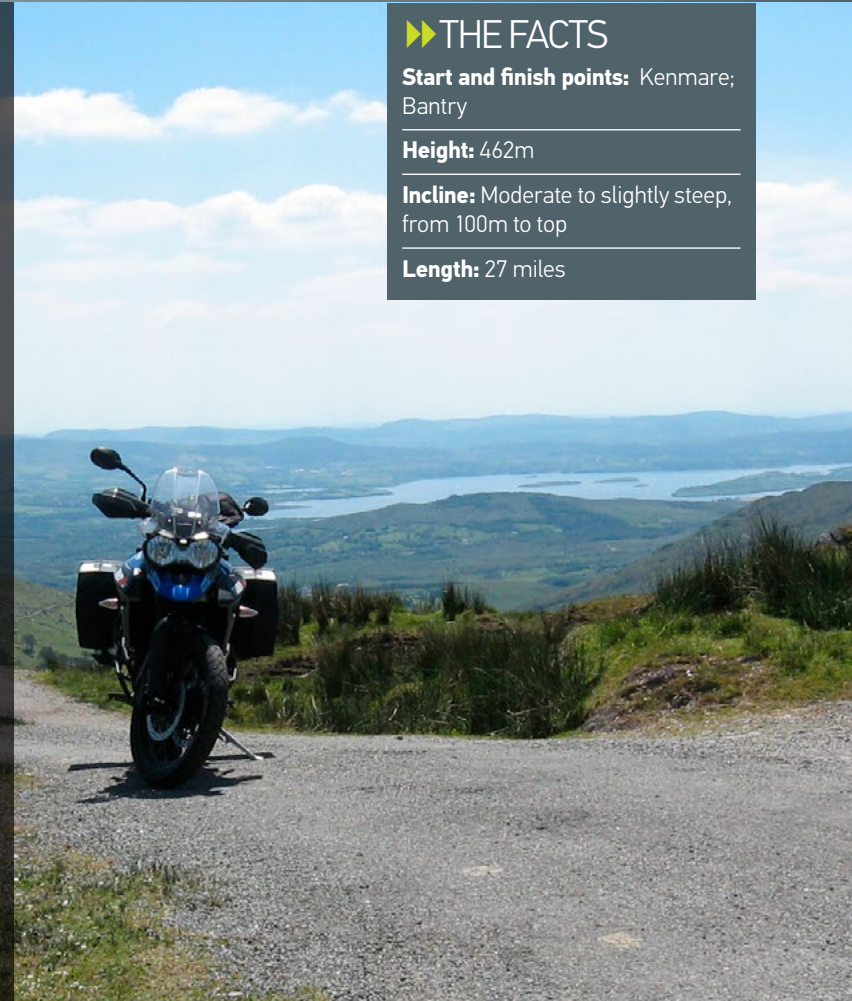 THE FACTS
Start and finish points: Kenmare;
Bantry
Height: 462m
Incline: Moderate to slightly steep,
from 100m to top
Length: 27 miles